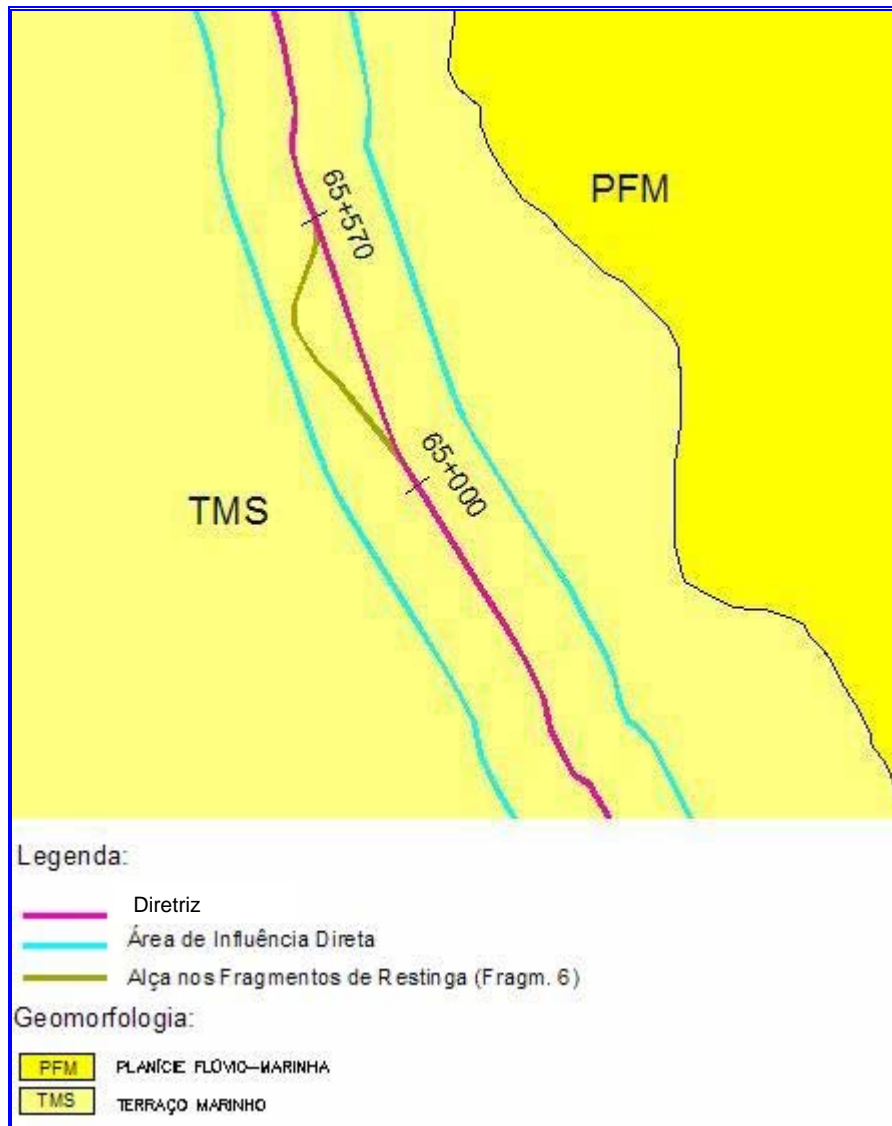 PFM
65+570
65+000
TMS
Legenda:
Diretriz
Área de Influência Direta
Alça nos Fragmentos de Restinga (Fragm. 6)
Geomorfologia:
PFM PLANÍCIE FLÚVIO-MARINHA
TMS TERRAÇO MARINHO